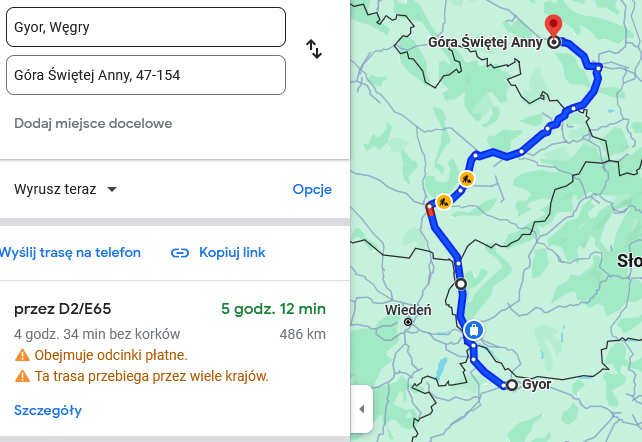 Gyor, Węgry
Góra Świętej Anny, 47-154
Dodaj miejsce docelowe
Wyrusz teraz
Opcje
Wyślij trasę na telefon
Kopiuj link
przez D2/E65
5 godz. 12 min
4 godz. 34 min bez korków
486 km
Obejmuje odcinki płatne.
Ta trasa przebiega przez wiele krajów.
Szczegóły
Góra Świętej Anny
Sło
Wiedeń
Gyor